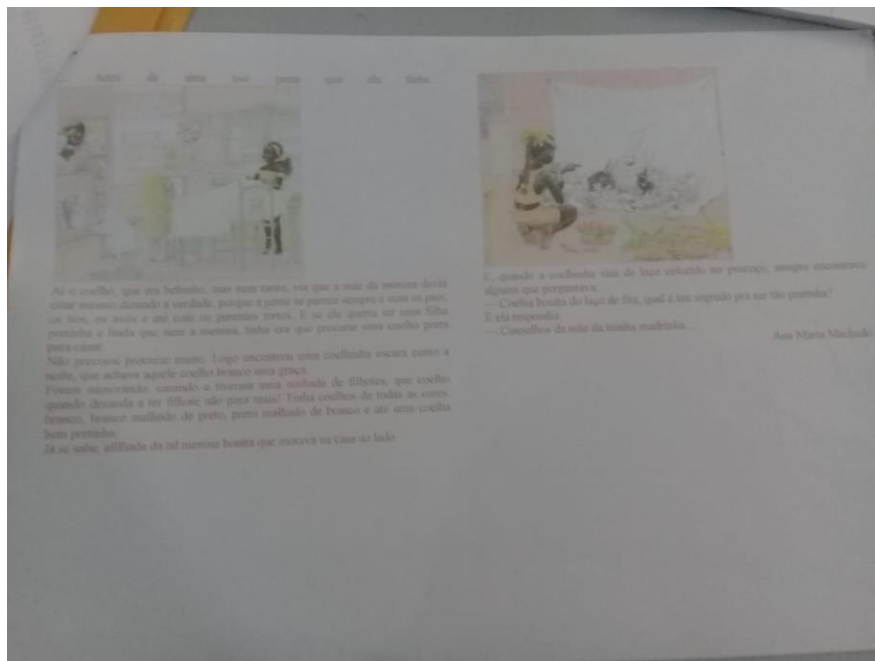 Artes de uma avó preta que ela tinha...
Aí o coelho, que era bobinho, mas nem tanto, viu que a mãe da menina devia
estar mesmo dizendo a verdade, porque a gente se parece sempre é com os pais,
os tios, os avós e até com os parentes tortos. E se ele queria ter uma filha
pretinha e linda que nem a menina, tinha era que procurar uma coelha preta
para casar.
Não precisou procurar muito. Logo encontrou uma coelhinha escura como a
noite, que achava aquele coelho branco uma graça.
Foram namorando, casando e tiveram uma ninhada de filhotes, que coelho
quando desanda a ter filhote não para mais! Tinha coelhos de todas as cores:
branco, branco malhado de preto, preto malhado de branco e até uma coelha
bem pretinha.
Já se sabe, afilhada da tal menina bonita que morava na casa ao lado.
E, quando a coelhinha saía de laço colorido no pescoço, sempre encontrava
alguém que perguntava:
— Coelha bonita do laço de fita, qual é teu segredo pra ser tão pretinha?
E ela respondia:
— Conselhos da mãe da minha madrinha...
Ana Maria Machado